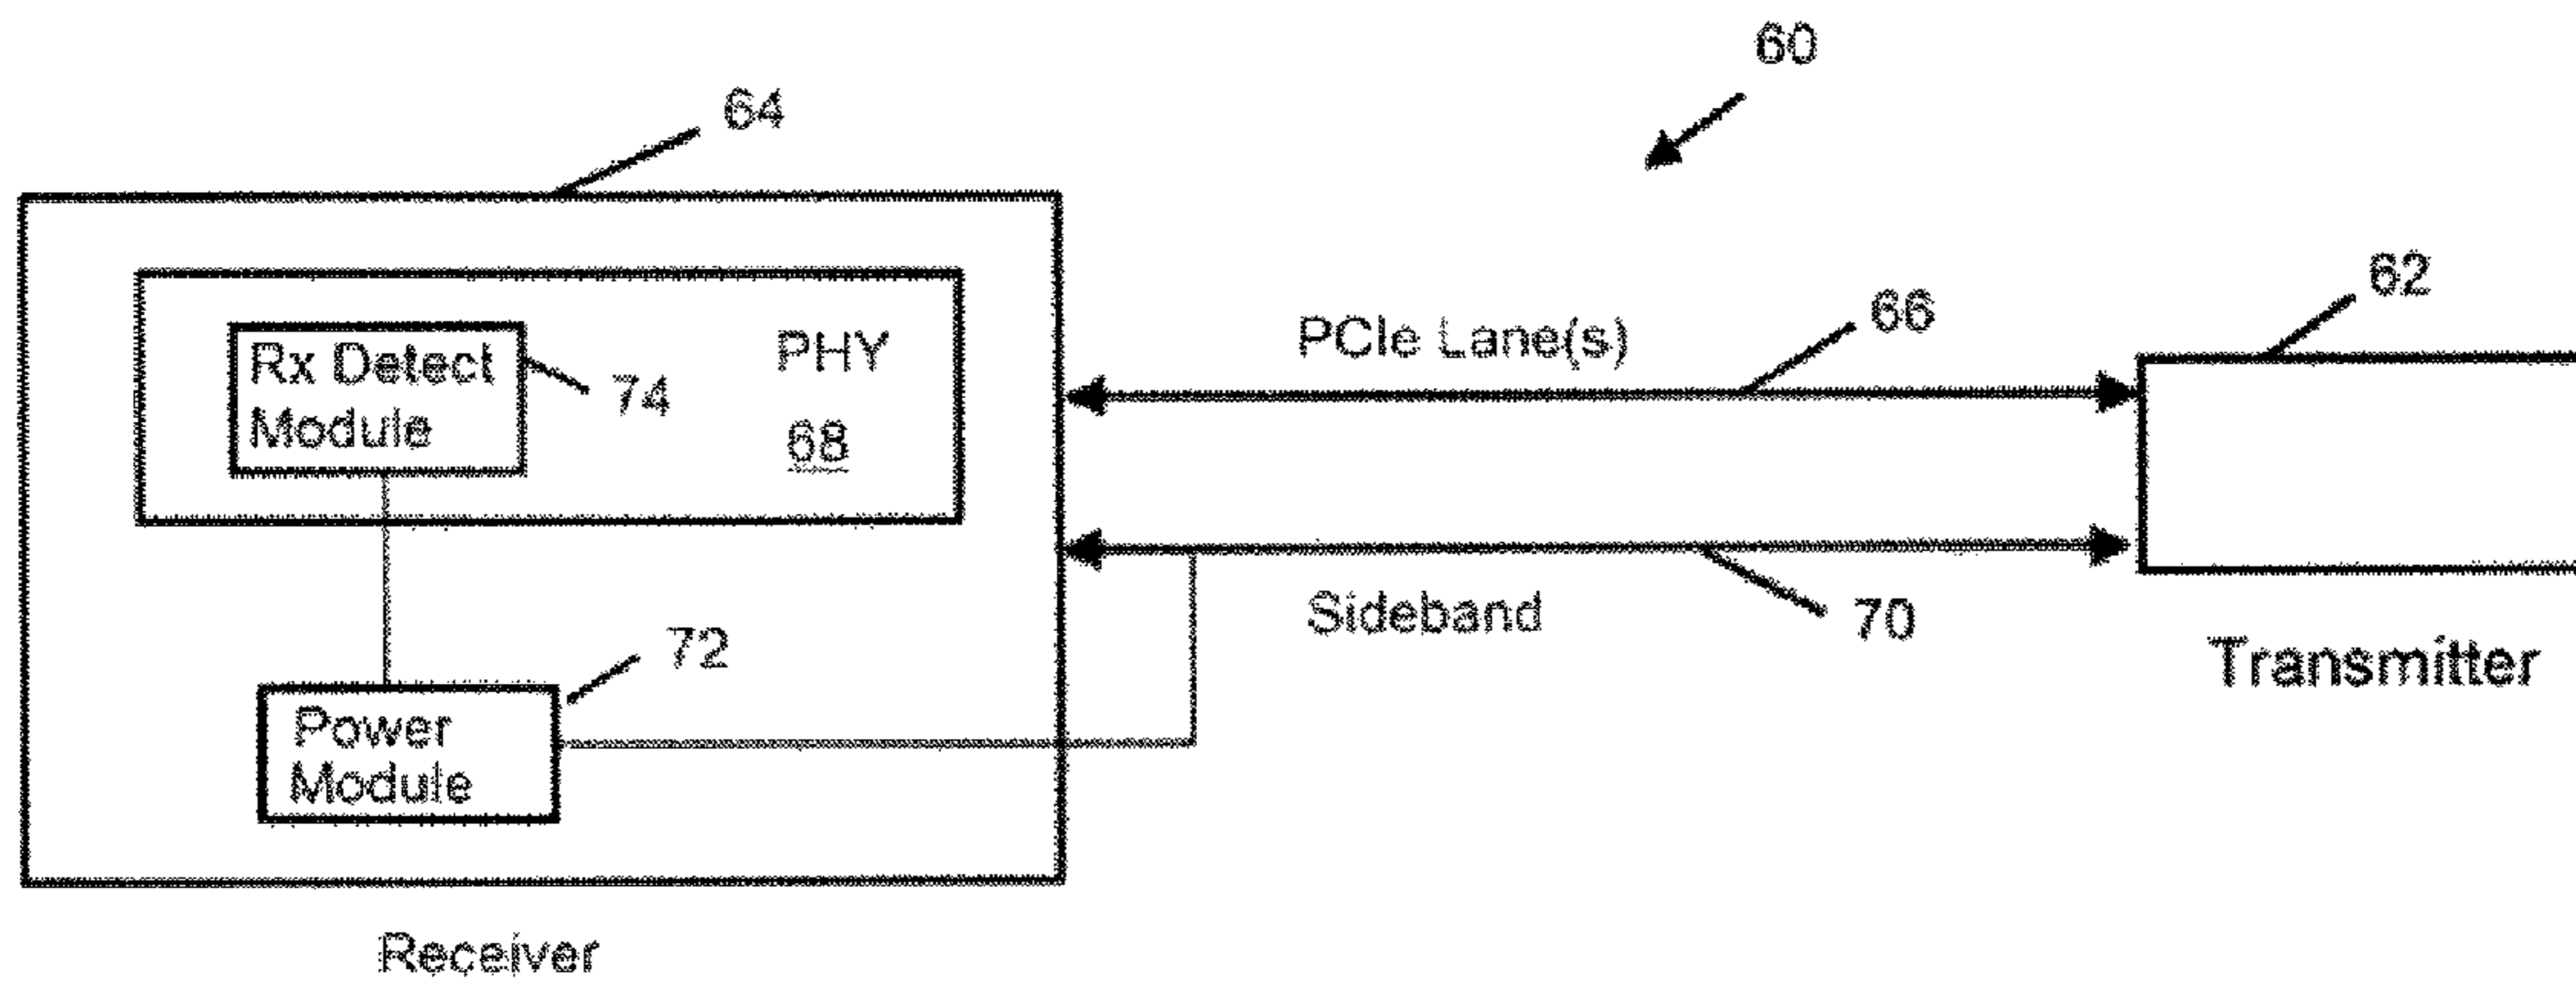 60
64
62
66
PCIe Lane(s)
PHY
Rx Detect
Module
74
68
Sideband
70
72
Transmitter
Power
Module
Receiver